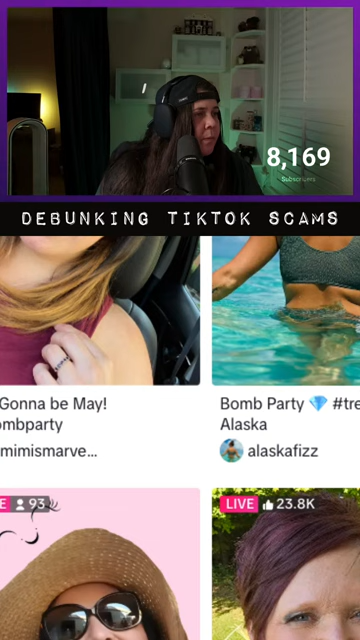 8,169
Subscribers
DEBUNKING TIKTOK SCAMS
Gonna be May!
ombparty
mimismarve...
Bomb Party 💎 #tre
Alaska
alaskafizz
E 93
LIVE 23.8K